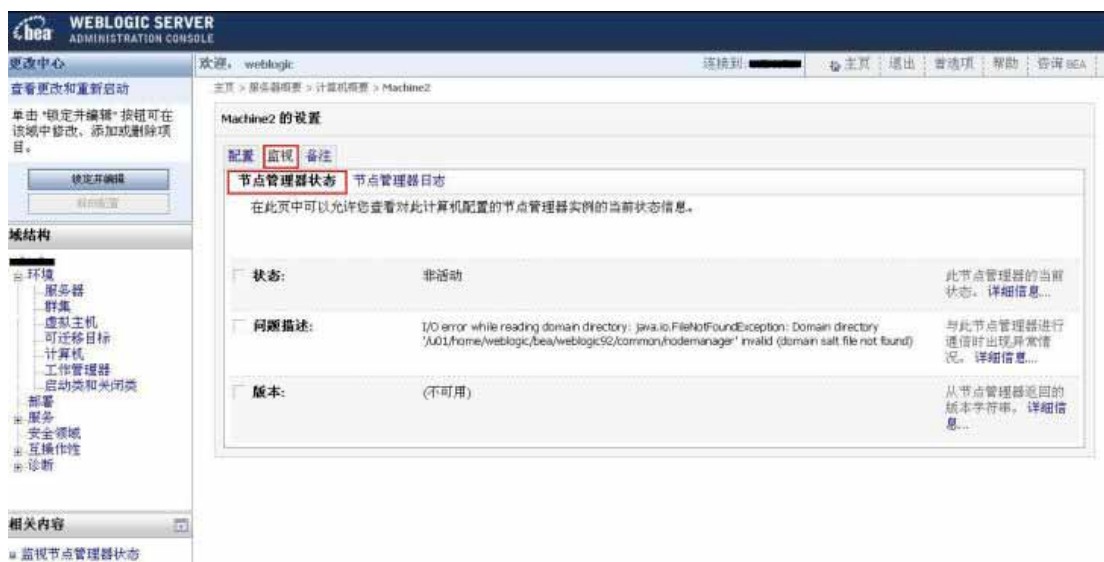 bea
WEBLOGIC SERVER
ADMINISTRATION CONSOLE
更改中心
查看更改和重新启动
单击"锁定并编辑"按钮可在
该域中修改、添加或删除项
目。
锁定并编辑
欢迎, weblogic
连接到:
主页
退出
首选项
帮助
咨询 BEA
主页 > 服务器概要 > 计算机概要 > Machine2
Machine2 的设置
配置 监视 备注
节点管理器状态 节点管理器日志
在此页中可以允许您查看对此计算机配置的节点管理器实例的当前状态信息。
状态: 非活动
此节点管理器的当前
状态。 详细信息...
问题描述:
I/O error while reading domain directory: java.io.FileNotFoundException: Domain directory
'/u01/home/weblogic/bea/weblogic92/common/nodemanager' invalid (domain salt file not found)
与此节点管理器进行
通信时出现异常情
况。 详细信息...
版本: (不可用)
从节点管理器返回的
版本字符串。 详细信
息...
域结构
环境
服务器
群集
虚拟主机
可迁移目标
计算机
工作管理器
启动类和关闭类
部署
服务
安全领域
互操作性
诊断
相关内容
监视节点管理器状态